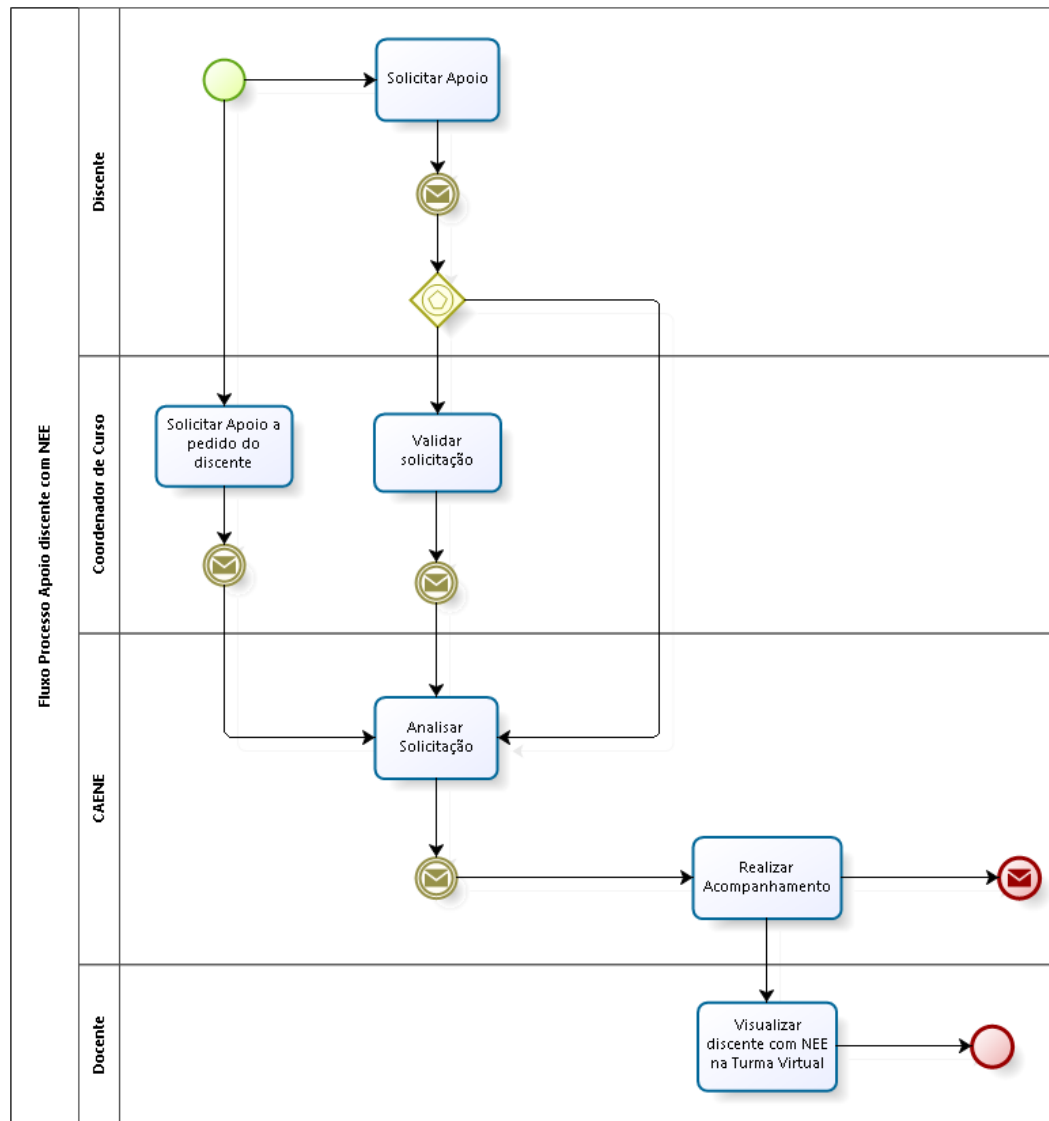 Fluxo Processo Apoio discente com NEE
Discente
Solicitar Apoio
Coordenador de Curso
Solicitar Apoio a
pedido do
discente
Validar
solicitação
CAENE
Analisar
Solicitação
Realizar
Acompanhamento
Docente
Visualizar
discente com NEE
na Turma Virtual